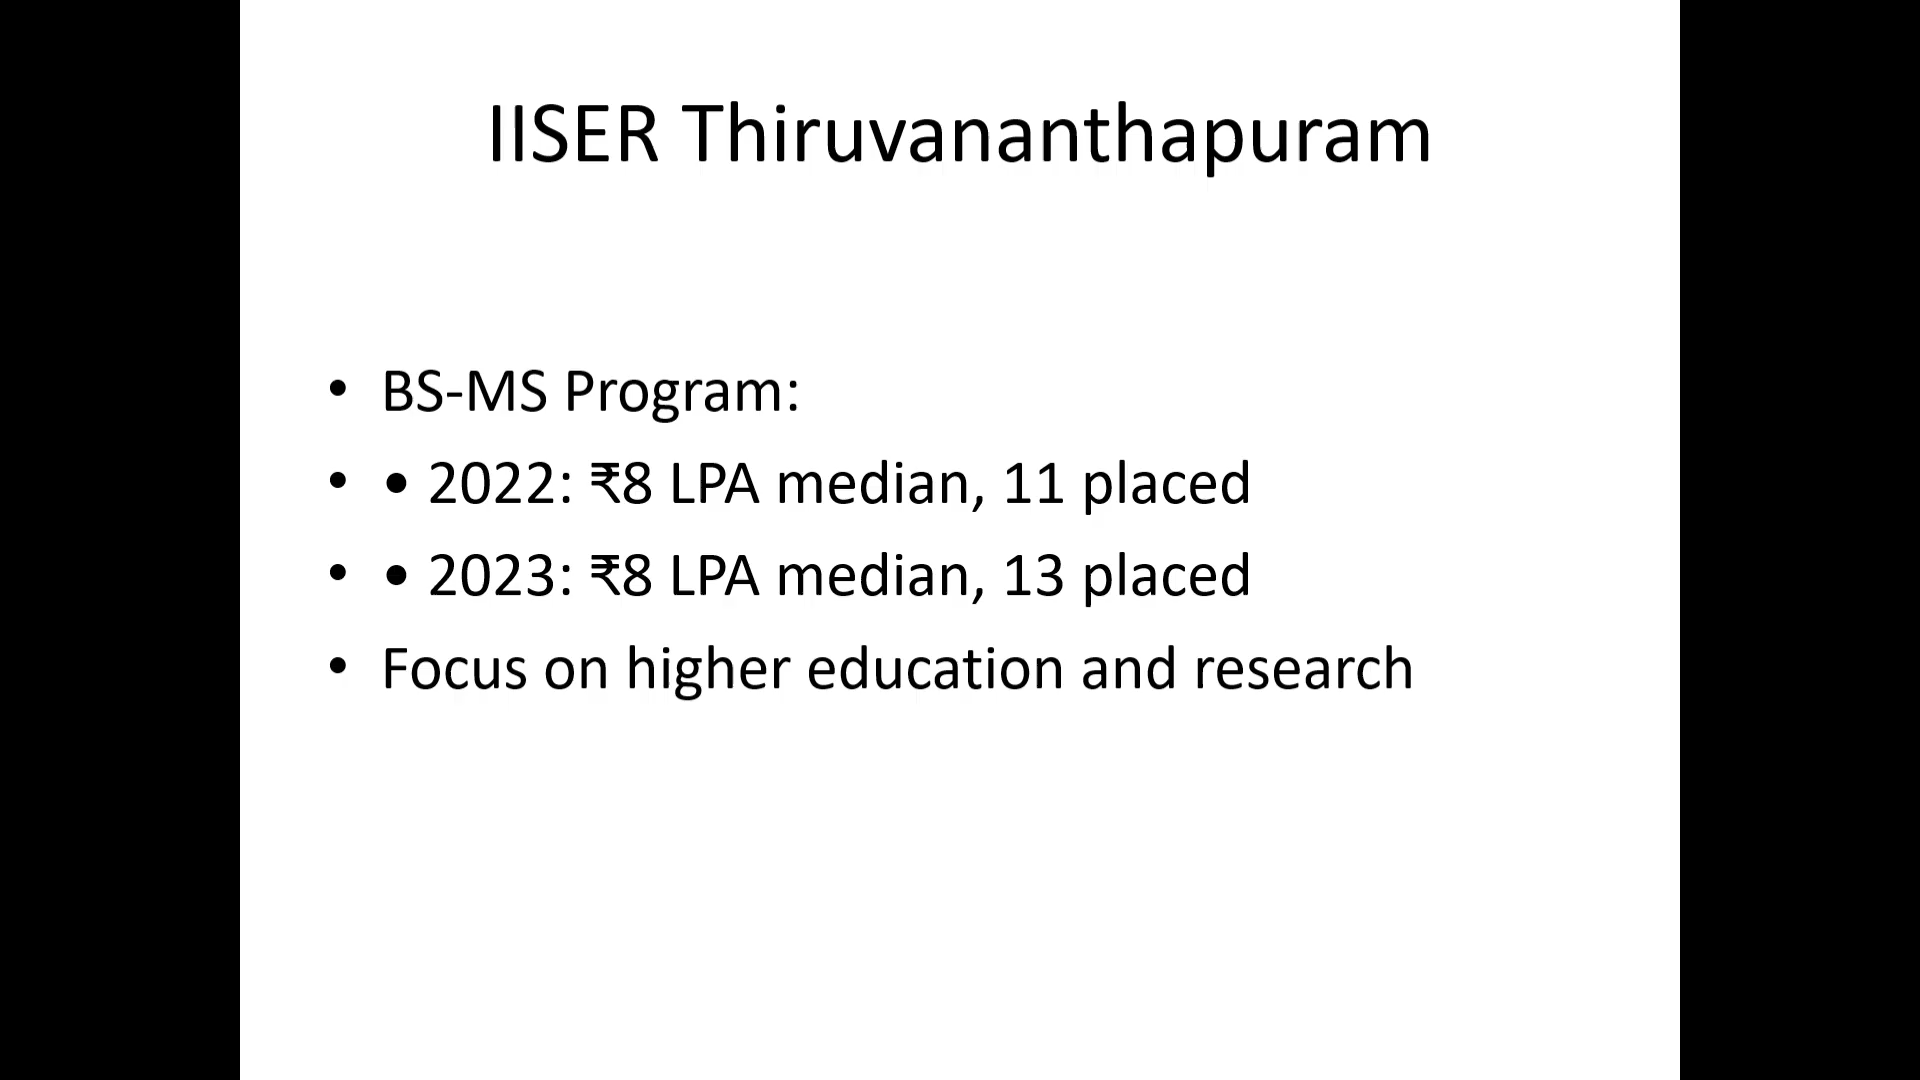 IISER Thiruvananthapuram
• BS-MS Program:
• • 2022: ₹8 LPA median, 11 placed
• • 2023: ₹8 LPA median, 13 placed
• Focus on higher education and research